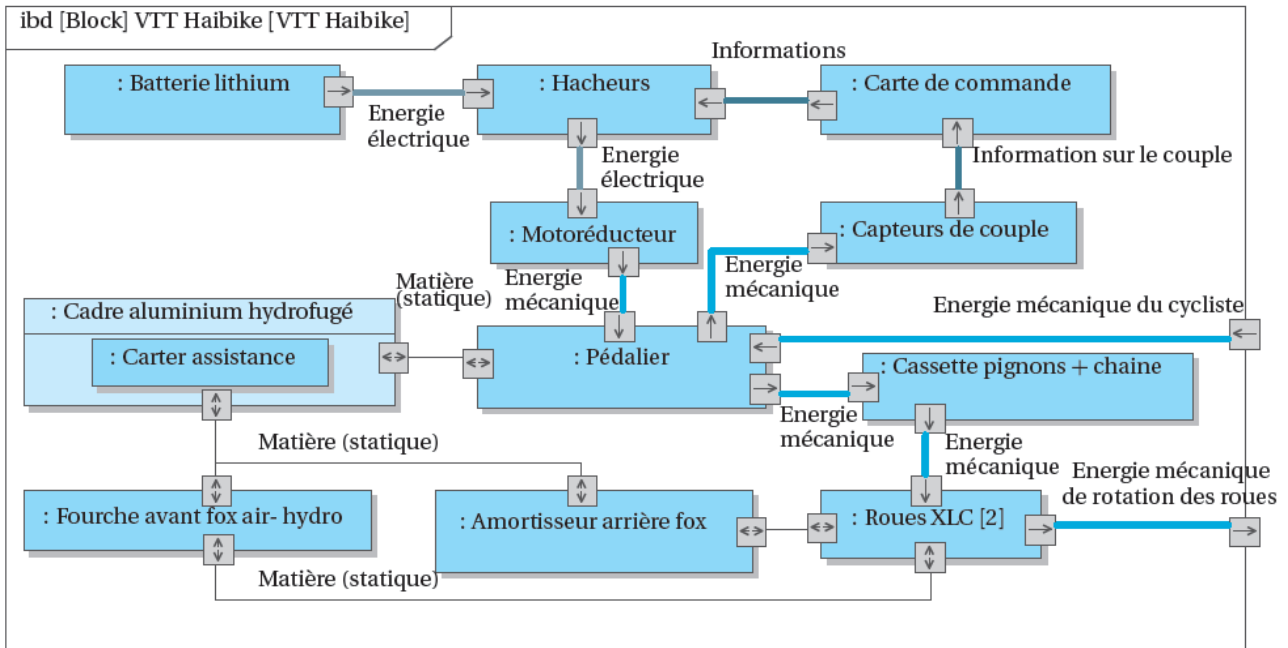 ibd [Block] VTT Haibike [VTT Haibike]
Informations
: Batterie lithium
: Hacheurs
: Carte de commande
Energie
électrique
Energie
électrique
Information sur le couple
: Motoréducteur
: Capteurs de couple
Matière
(statique)
Energie
mécanique
Energie
mécanique
Energie mécanique du cycliste
: Cadre aluminium hydrofugé
: Carter assistance
: Pédalier
: Cassette pignons + chaine
Energie
mécanique
Matière (statique)
Energie
mécanique
Energie mécanique
de rotation des roues
: Fourche avant fox air- hydro
: Amortisseur arrière fox
: Roues XLC [2]
Matière (statique)